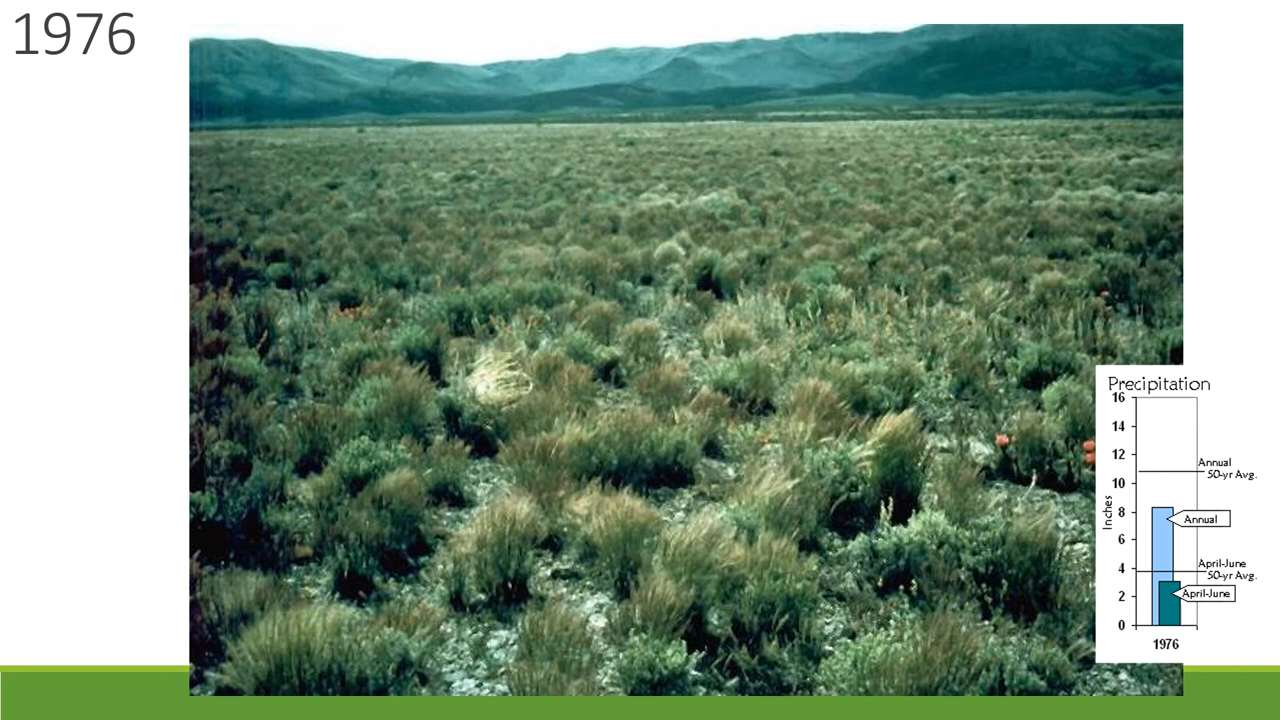 1976
Precipitation
16
14
12
10
8
6
4
2
0
Inches
Annual
50-yr Avg.
Annual
April-June
50-yr Avg.
April-June
1976